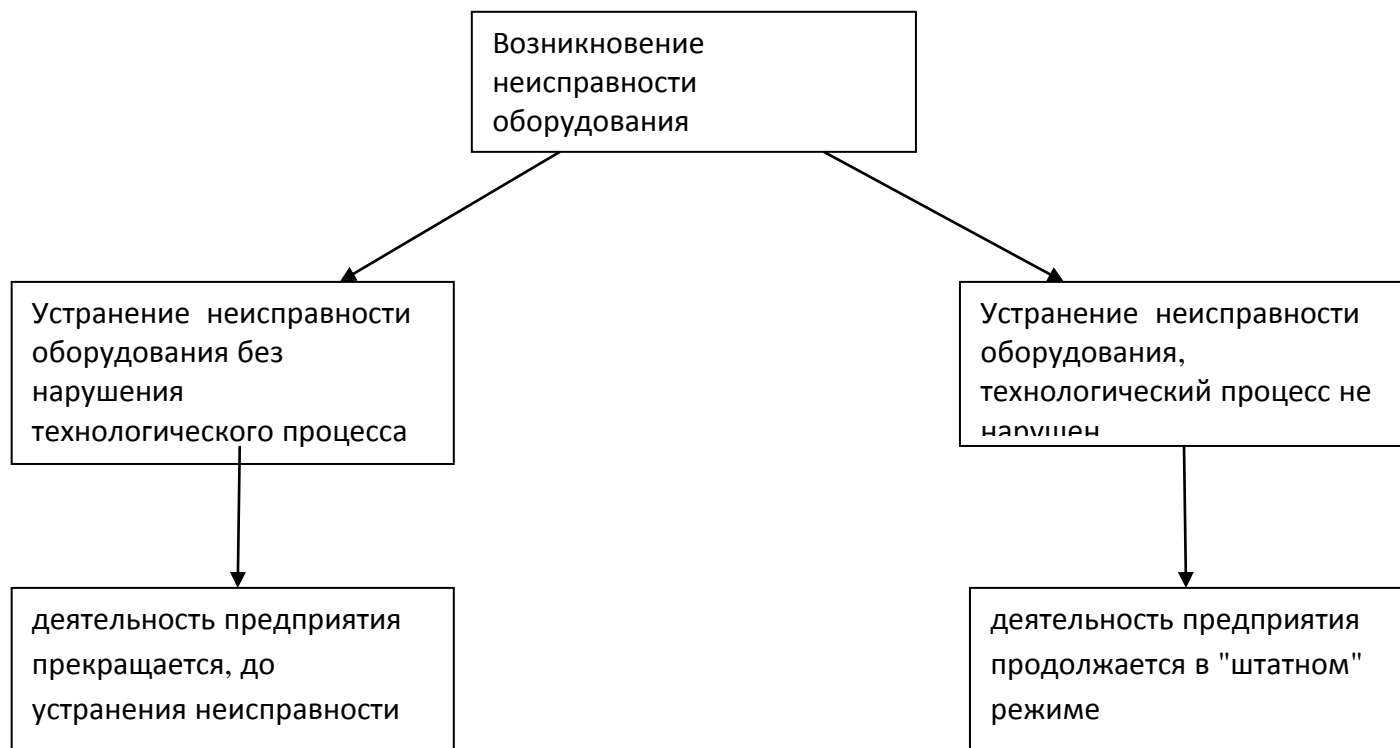 Возникновение
неисправности
оборудования
Устранение  неисправности
оборудования без
нарушения
технологического процесса
Устранение  неисправности
оборудования,
технологический процесс не
нарушен
деятельность предприятия
прекращается, до
устранения неисправности
деятельность предприятия
продолжается в "штатном"
режиме